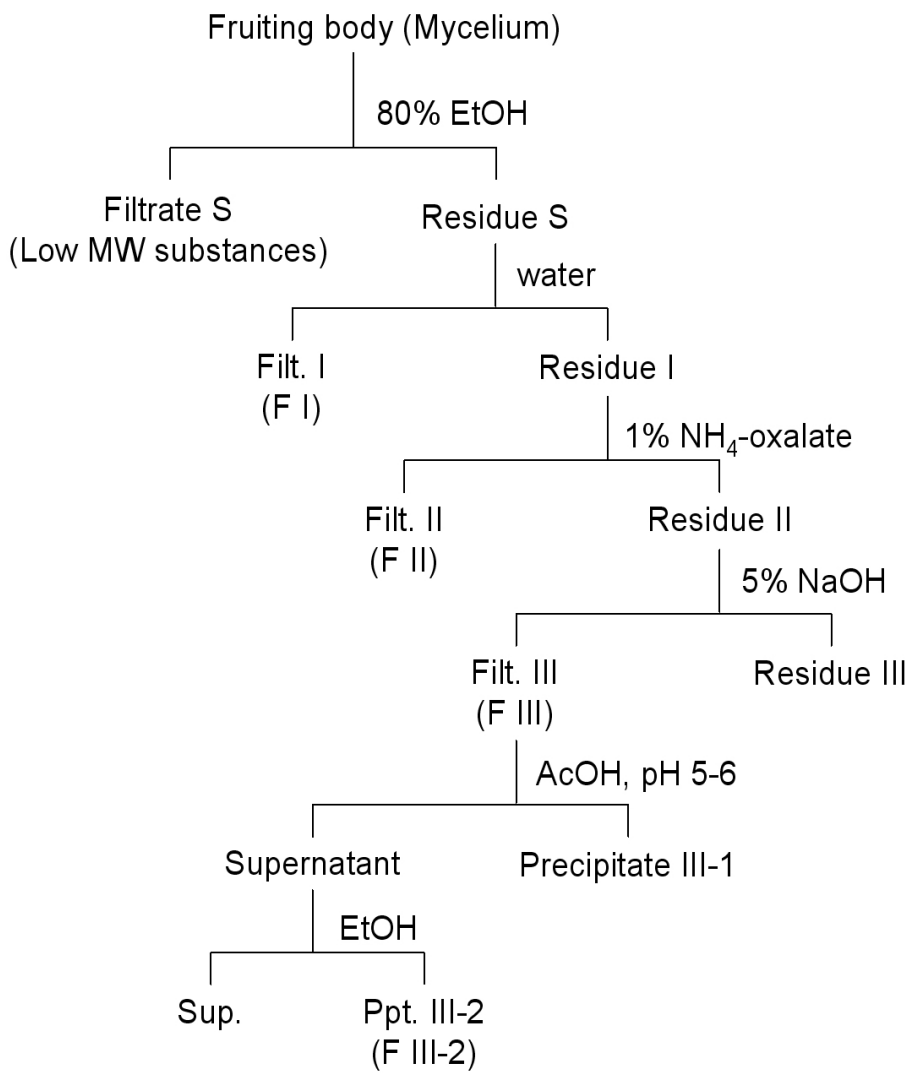 Fruiting body (Mycelium)
80% EtOH
Filtrate S
(Low MW substances)
Residue S
water
Filt. I
(F I)
Residue I
1% NH₄-oxalate
Filt. II
(F II)
Residue II
5% NaOH
Filt. III
(F III)
Residue III
AcOH, pH 5-6
Supernatant
Precipitate III-1
EtOH
Sup.
Ppt. III-2
(F III-2)